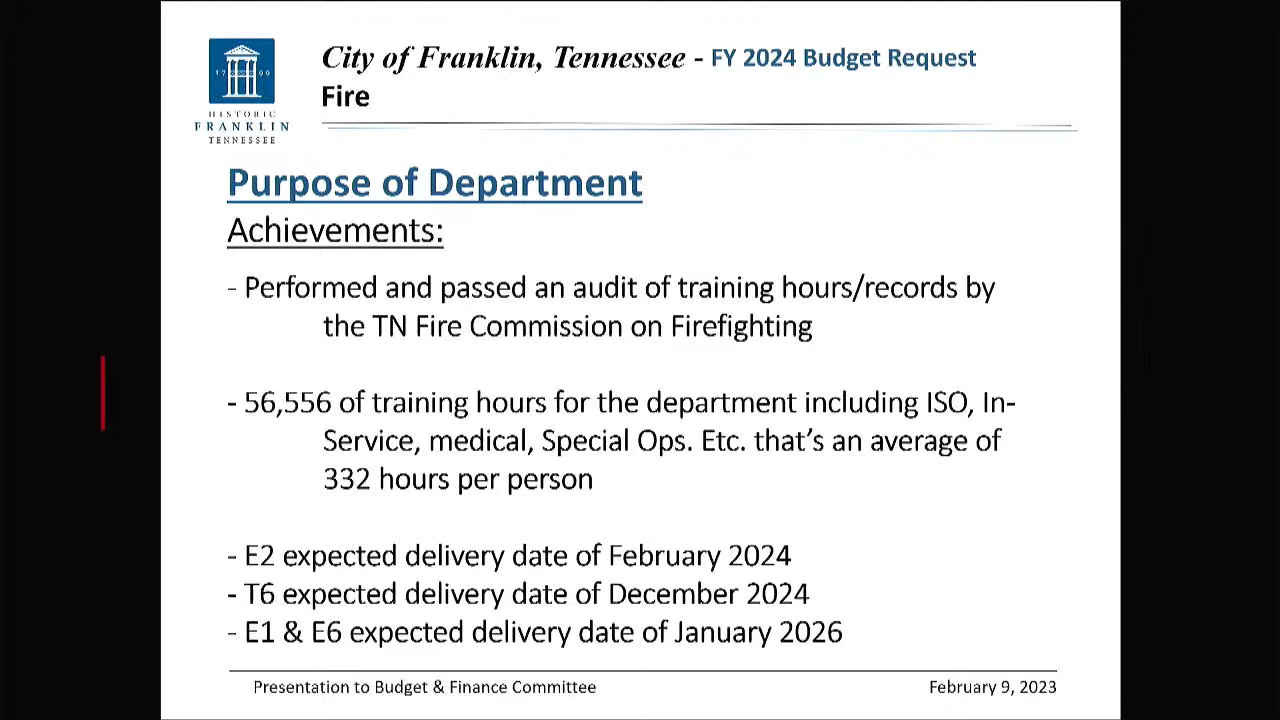 City of Franklin, Tennessee - FY 2024 Budget Request
Fire
17 99
HISTORIC
FRANKLIN
TENNESSEE
Purpose of Department
Achievements:
- Performed and passed an audit of training hours/records by
the TN Fire Commission on Firefighting
- 56,556 of training hours for the department including ISO, In-
Service, medical, Special Ops. Etc. that's an average of
332 hours per person
- E2 expected delivery date of February 2024
- T6 expected delivery date of December 2024
- E1 & E6 expected delivery date of January 2026
Presentation to Budget & Finance Committee
February 9, 2023